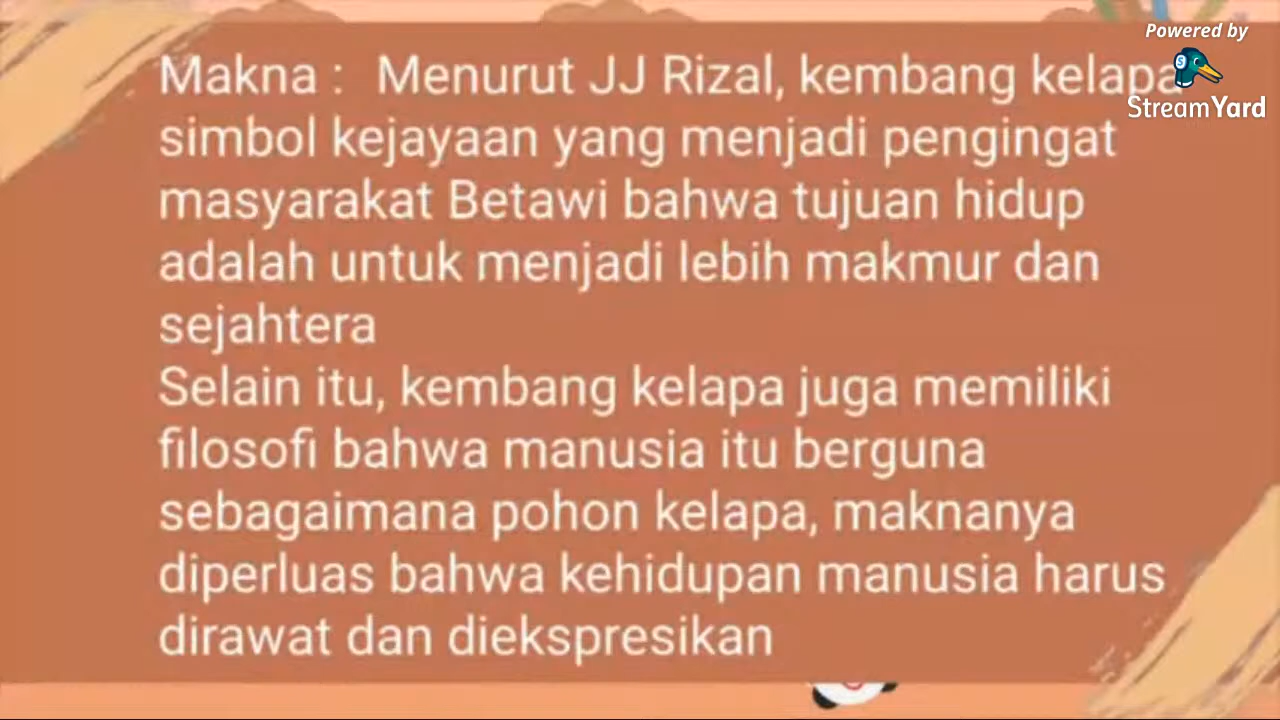 Powered by
StreamYard
Makna : Menurut JJ Rizal, kembang kelapa
simbol kejayaan yang menjadi pengingat
masyarakat Betawi bahwa tujuan hidup
adalah untuk menjadi lebih makmur dan
sejahtera
Selain itu, kembang kelapa juga memiliki
filosofi bahwa manusia itu berguna
sebagaimana pohon kelapa, maknanya
diperluas bahwa kehidupan manusia harus
dirawat dan diekspresikan